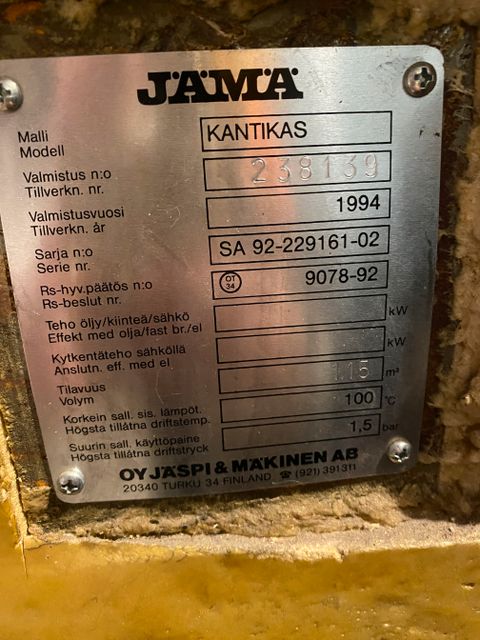 JÄMÄ
Malli
Modell
KANTIKAS
Valmistus n:o
Tillverkn. nr.
238139
Valmistusvuosi
Tillverkn. år
1994
Sarja n:o
Serie nr.
SA 92-229161-02
Rs-hyv.päätös n:o
Rs-beslut nr.
OT
34
9078-92
Teho öljy/kiinteä/sähkö
Effekt med olja/fast br./el
kW
Kytkentäteho sähköllä
Anslutn. eff. med el
kW
Tilavuus
Volym
m³
Korkein sall. sis. lämpöt.
Högsta tillåtna driftstemp.
100 °C
Suurin sall. käyttöpaine
Högsta tillåtna driftstryck
1,5 bar
OY JÄSPI & MÄKINEN AB
20340 TURKU 34 FINLAND ☎ (921) 391311